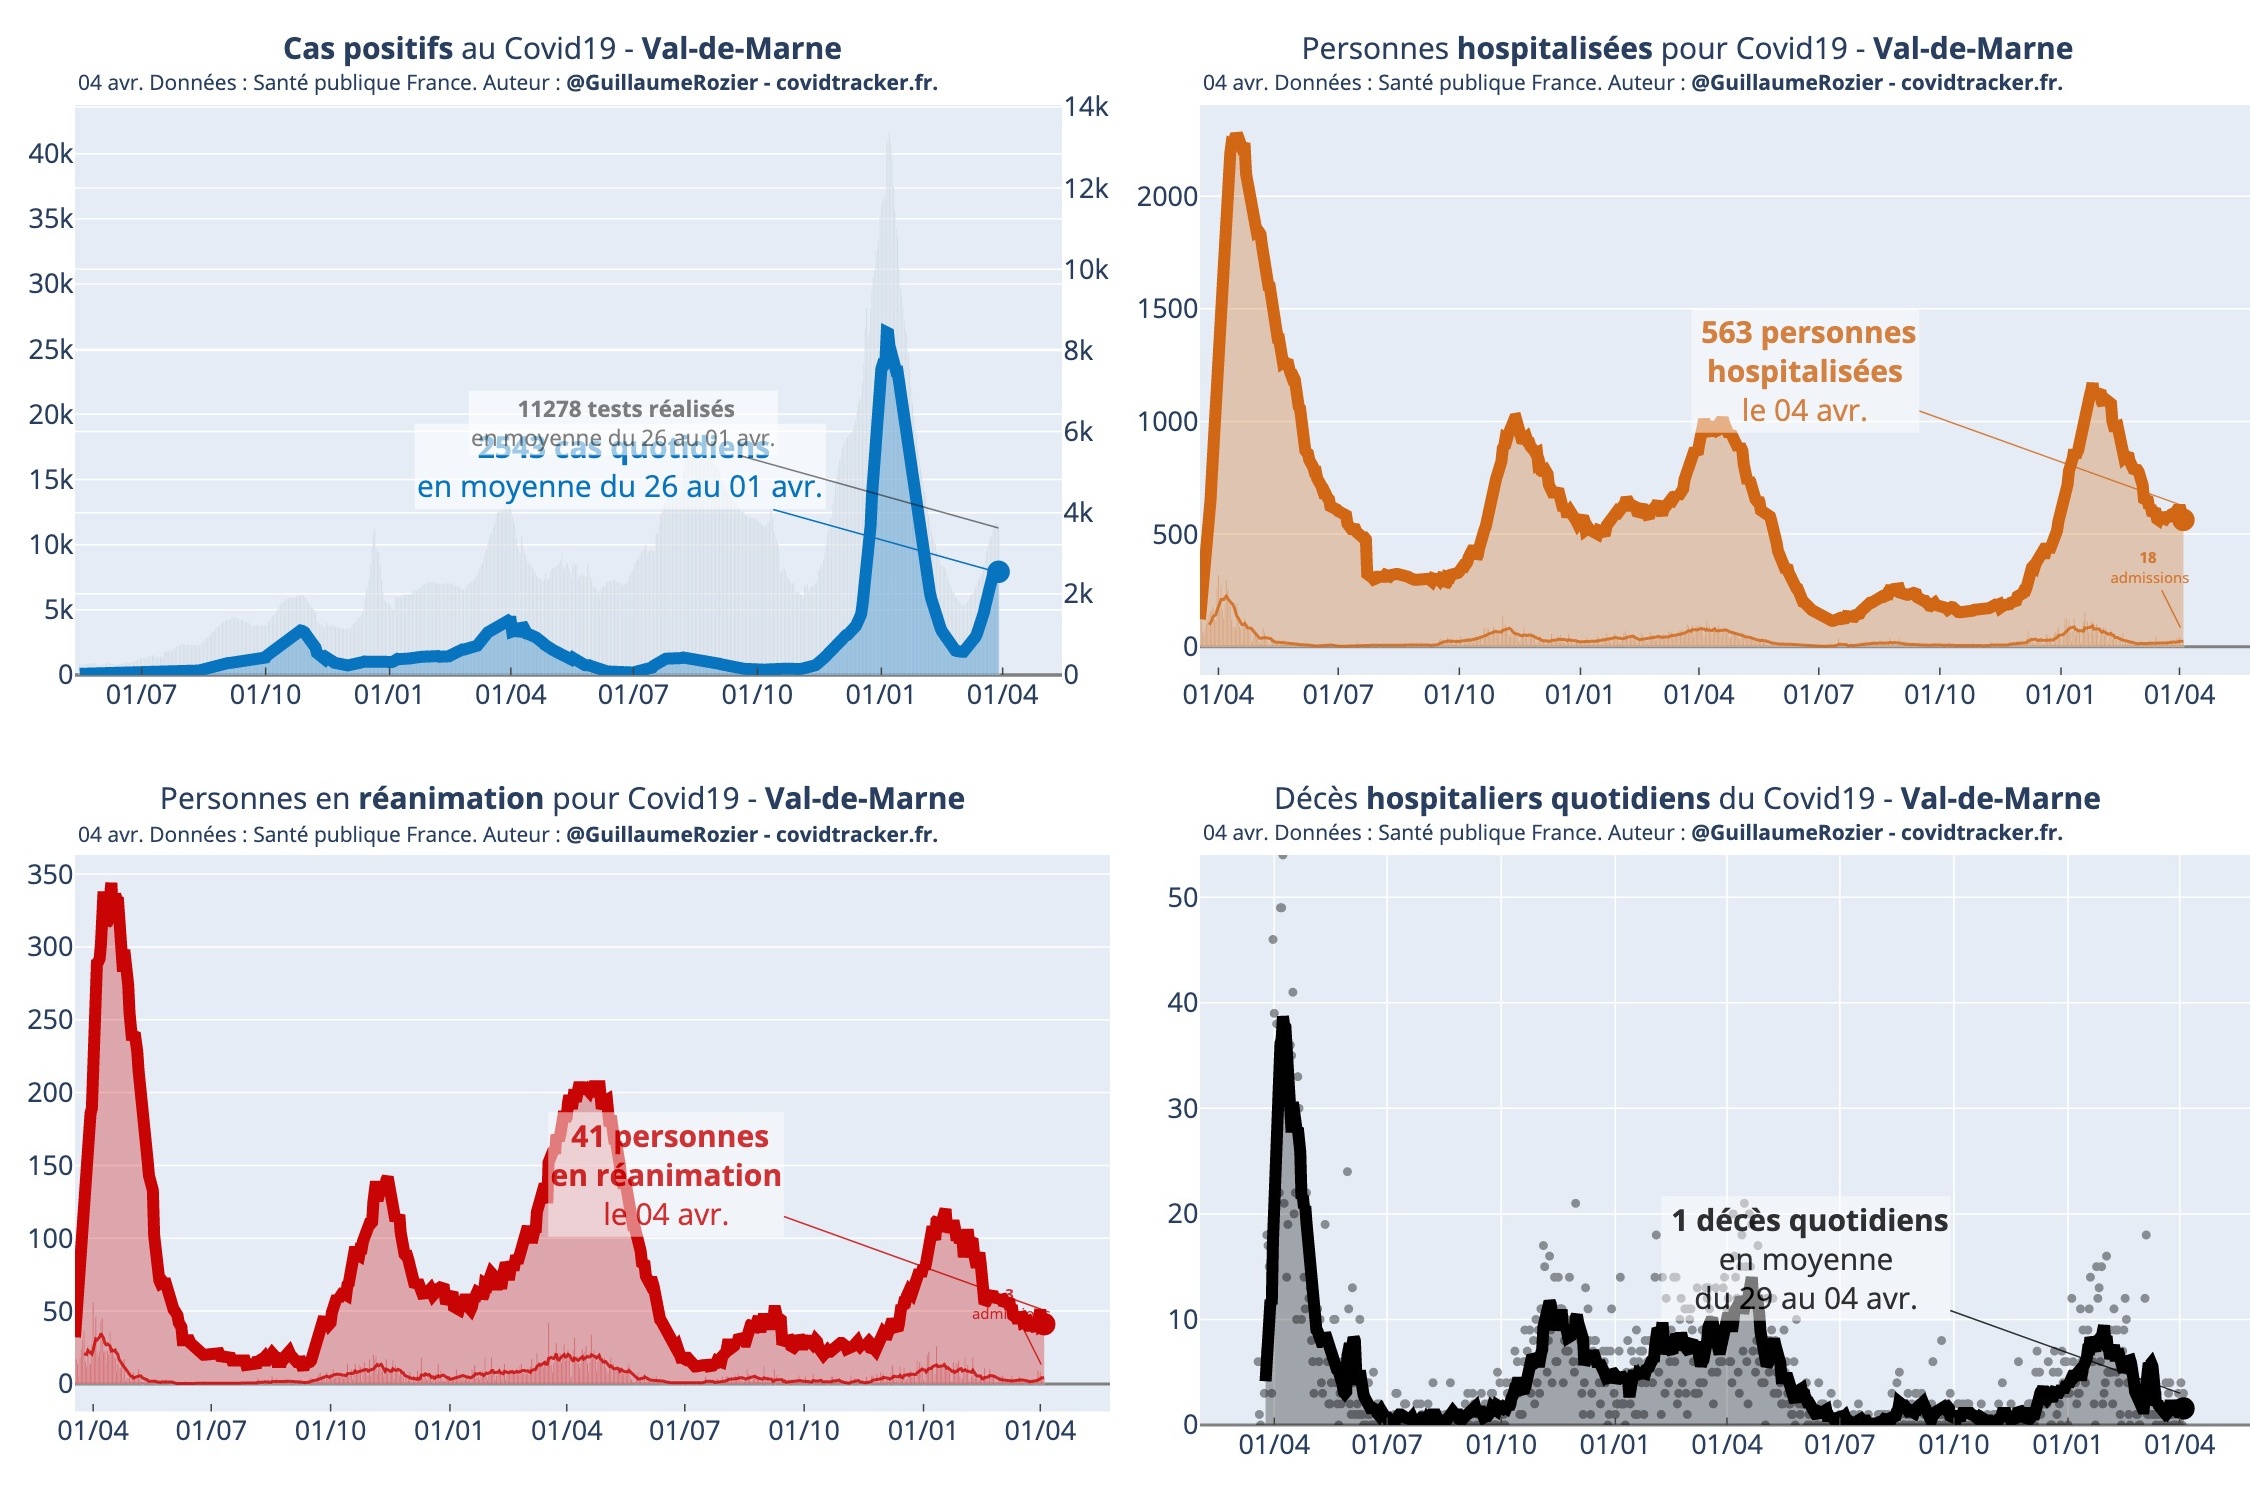 Cas positifs au Covid19 - Val-de-Marne
04 avr. Données : Santé publique France. Auteur : @GuillaumeRozier - covidtracker.fr.
14k
40k
12k
35k
10k
30k
25k
8k
11278 tests réalisés
en moyenne du 26 au 01 avr.
20k
6k
2543 cas quotidiens
en moyenne du 26 au 01 avr.
15k
4k
10k
2k
5k
0
0
01/07 01/10 01/01 01/04 01/07 01/10 01/01 01/04
Personnes hospitalisées pour Covid19 - Val-de-Marne
04 avr. Données : Santé publique France. Auteur : @GuillaumeRozier - covidtracker.fr.
2000
1500
563 personnes
hospitalisées
le 04 avr.
1000
500
18
admissions
0
01/04 01/07 01/10 01/01 01/04 01/07 01/10 01/01 01/04
Personnes en réanimation pour Covid19 - Val-de-Marne
04 avr. Données : Santé publique France. Auteur : @GuillaumeRozier - covidtracker.fr.
350
300
250
200
150
41 personnes
en réanimation
le 04 avr.
100
3
admissions
50
0
01/04 01/07 01/10 01/01 01/04 01/07 01/10 01/01 01/04
Décès hospitaliers quotidiens du Covid19 - Val-de-Marne
04 avr. Données : Santé publique France. Auteur : @GuillaumeRozier - covidtracker.fr.
50
40
30
20
1 décès quotidiens
en moyenne
du 29 au 04 avr.
10
0
01/04 01/07 01/10 01/01 01/04 01/07 01/10 01/01 01/04